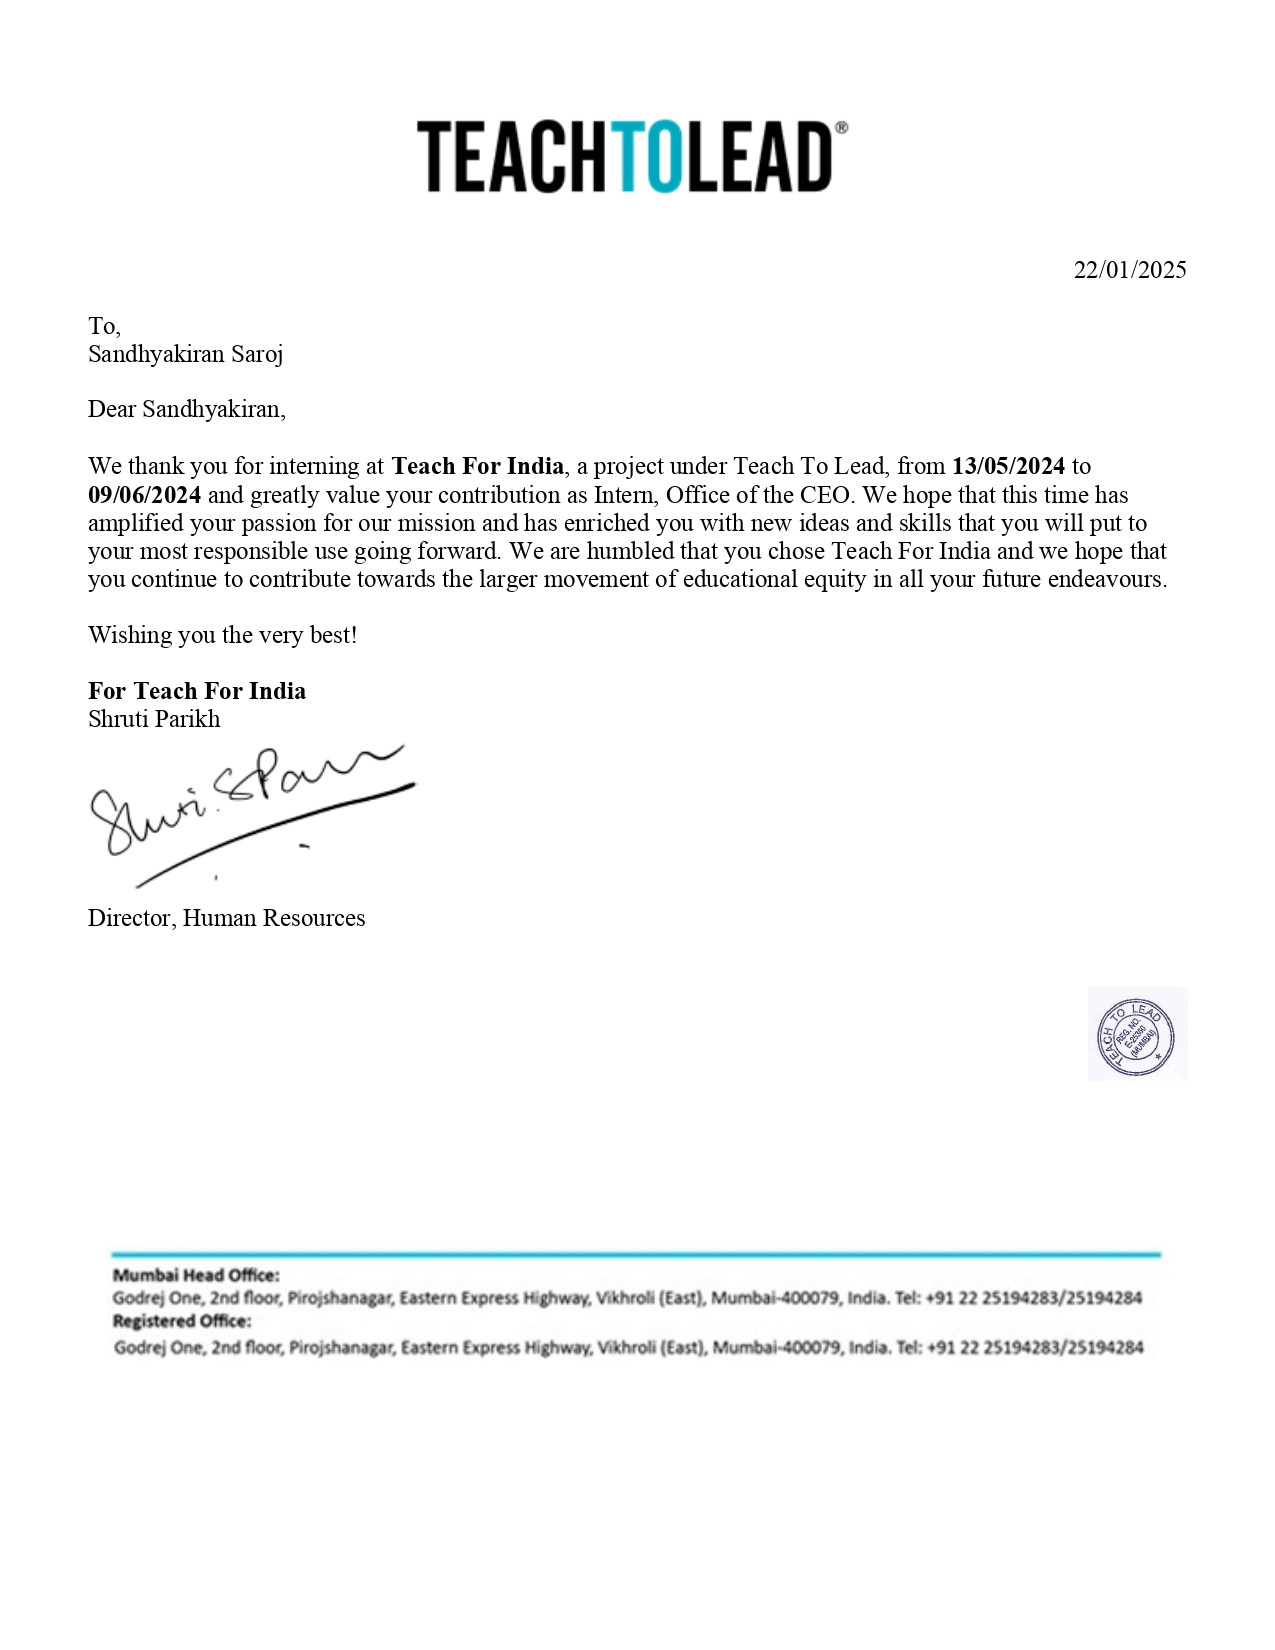 TEACHTOLEAD®
22/01/2025
To,
Sandhyakiran Saroj
Dear Sandhyakiran,
We thank you for interning at Teach For India, a project under Teach To Lead, from 13/05/2024 to
09/06/2024 and greatly value your contribution as Intern, Office of the CEO. We hope that this time has
amplified your passion for our mission and has enriched you with new ideas and skills that you will put to
your most responsible use going forward. We are humbled that you chose Teach For India and we hope that
you continue to contribute towards the larger movement of educational equity in all your future endeavours.
Wishing you the very best!
For Teach For India
Shruti Parikh
Shruti.
Director, Human Resources
TEACH TO LEAD
REG. NO.
E-25350
(MUMBAI)
Mumbai Head Office:
Godrej One, 2nd floor, Pirojshanagar, Eastern Express Highway, Vikhroli (East), Mumbai-400079, India. Tel: +91 22 25194283/25194284
Registered Office:
Godrej One, 2nd floor, Pirojshanagar, Eastern Express Highway, Vikhroli (East), Mumbai-400079, India. Tel: +91 22 25194283/25194284